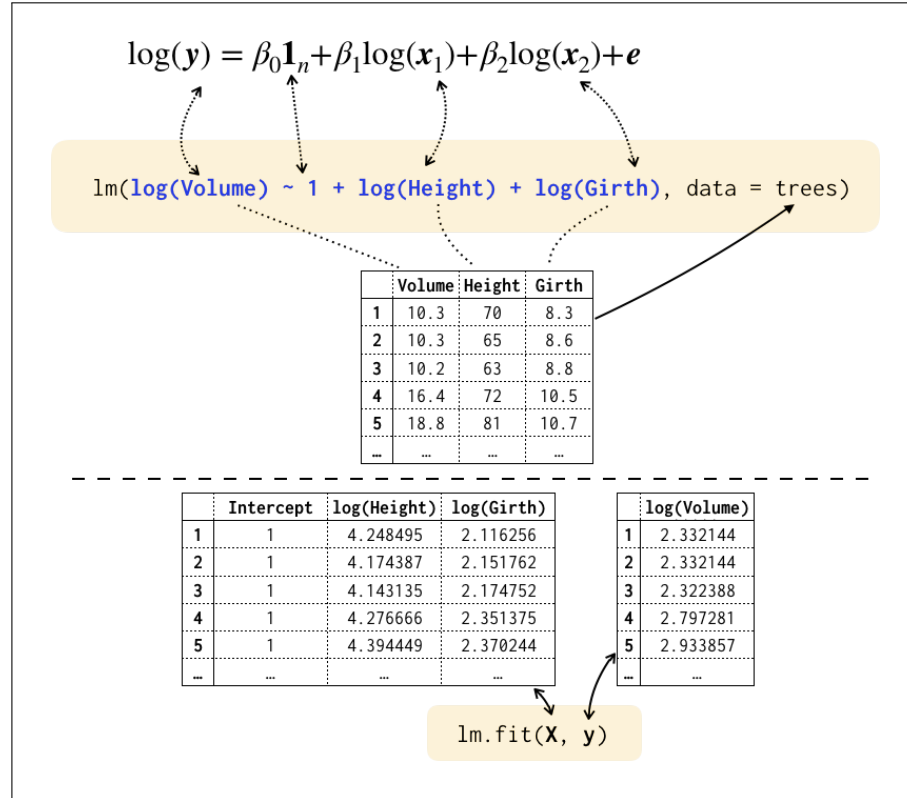 log(y) = β₀1ₙ+β₁log(x₁)+β₂log(x₂)+e
lm(log(Volume) ~ 1 + log(Height) + log(Girth), data = trees)
Volume Height Girth
1 10.3 70 8.3
2 10.3 65 8.6
3 10.2 63 8.8
4 16.4 72 10.5
5 18.8 81 10.7
… … … …
Intercept log(Height) log(Girth)
1 1 4.248495 2.116256
2 1 4.174387 2.151762
3 1 4.143135 2.174752
4 1 4.276666 2.351375
5 1 4.394449 2.370244
… … … …
log(Volume)
1 2.332144
2 2.332144
3 2.322388
4 2.797281
5 2.933857
… …
lm.fit(X, y)